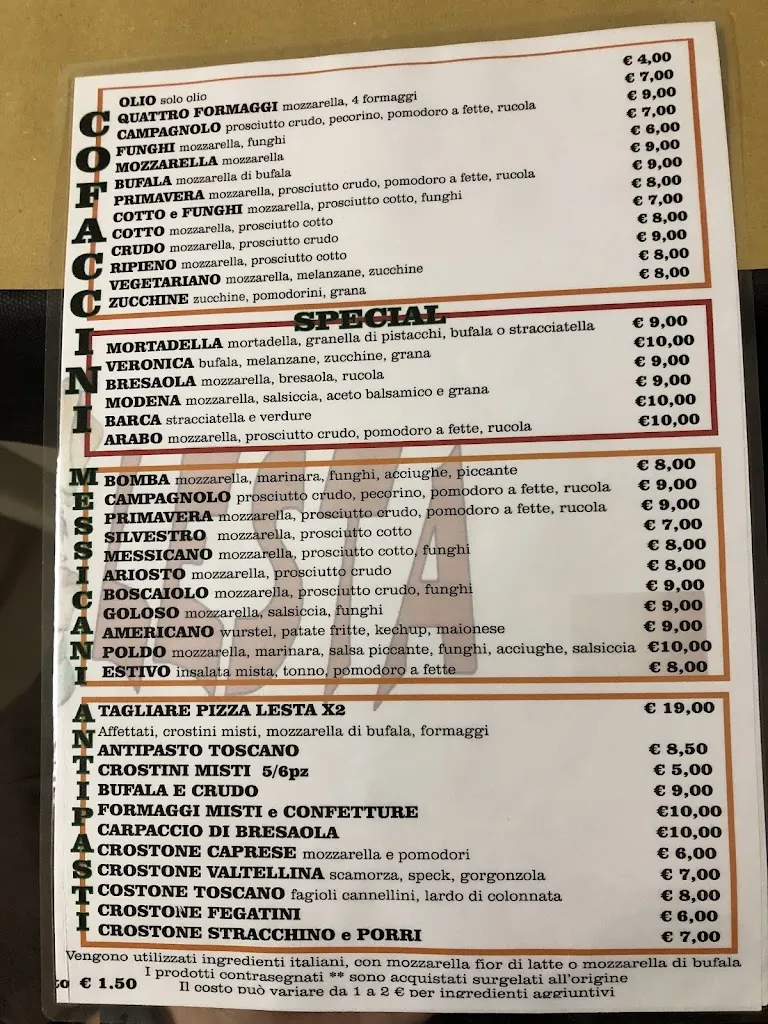 COFACCINI
OLIO solo olio € 4,00
QUATTRO FORMAGGI mozzarella, 4 formaggi € 7,00
CAMPAGNOLO prosciutto crudo, pecorino, pomodoro a fette, rucola € 9,00
FUNGHI mozzarella, funghi € 7,00
MOZZARELLA mozzarella € 6,00
BUFALA mozzarella di bufala € 9,00
PRIMAVERA mozzarella, prosciutto crudo, pomodoro a fette, rucola € 9,00
COTTO e FUNGHI mozzarella, prosciutto cotto, funghi € 8,00
COTTO mozzarella, prosciutto cotto € 7,00
CRUDO mozzarella, prosciutto crudo € 8,00
RIPIENO mozzarella, prosciutto cotto € 9,00
VEGETARIANO mozzarella, melanzane, zucchine € 8,00
ZUCCHINE zucchine, pomodorini, grana € 8,00
SPECIAL
MORTADELLA mortadella, granella di pistacchi, bufala o stracciatella € 9,00
VERONICA bufala, melanzane, zucchine, grana €10,00
BRESAOLA mozzarella, bresaola, rucola € 9,00
MODENA mozzarella, salsiccia, aceto balsamico e grana € 9,00
BARCA stracciatella e verdure €10,00
ARABO mozzarella, prosciutto crudo, pomodoro a fette, rucola €10,00
MESSICANI
BOMBA mozzarella, marinara, funghi, acciughe, piccante € 8,00
CAMPAGNOLO prosciutto crudo, pecorino, pomodoro a fette, rucola € 9,00
PRIMAVERA mozzarella, prosciutto crudo, pomodoro a fette, rucola € 9,00
SILVESTRO mozzarella, prosciutto cotto € 7,00
MESSICANO mozzarella, prosciutto cotto, funghi € 8,00
ARIOSTO mozzarella, prosciutto crudo € 8,00
BOSCAIOLO mozzarella, prosciutto crudo, funghi € 9,00
GOLOSO mozzarella, salsiccia, funghi € 9,00
AMERICANO wurstel, patate fritte, kechup, maionese € 9,00
POLDO mozzarella, marinara, salsa piccante, funghi, acciughe, salsiccia €10,00
ESTIVO insalata mista, tonno, pomodoro a fette € 8,00
LESTA
ANTIPASTI
TAGLIARE PIZZA LESTA X2 € 19,00
Affettati, crostini misti, mozzarella di bufala, formaggi
ANTIPASTO TOSCANO € 8,50
CROSTINI MISTI 5/6pz € 5,00
BUFALA E CRUDO € 9,00
FORMAGGI MISTI e CONFETTURE €10,00
CARPACCIO DI BRESAOLA €10,00
CROSTONE CAPRESE mozzarella e pomodori € 6,00
CROSTONE VALTELLINA scamorza, speck, gorgonzola € 7,00
COSTONE TOSCANO fagioli cannellini, lardo di colonnata € 8,00
CROSTONE FEGATINI € 6,00
CROSTONE STRACCHINO e PORRI € 7,00
Vengono utilizzati ingredienti italiani, con mozzarella fior di latte o mozzarella di bufala
I prodotti contrasegnati ** sono acquistati surgelati all'origine
to € 1.50
Il costo può variare da 1 a 2 € per ingredienti aggiuntivi